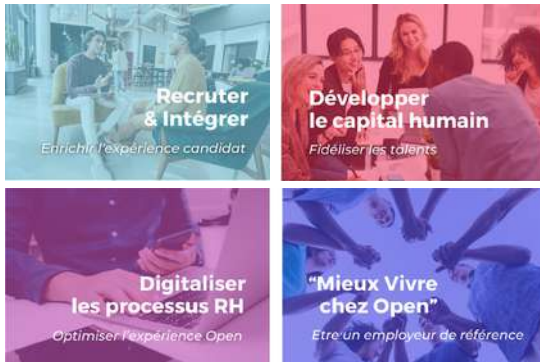 Recruter
& Intégrer
Enrichir l'expérience candidat
Développer
le capital humain
Fidéliser les talents
Digitaliser
les processus RH
Optimiser l'expérience Open
“Mieux Vivre
chez Open”
Etre un employeur de référence